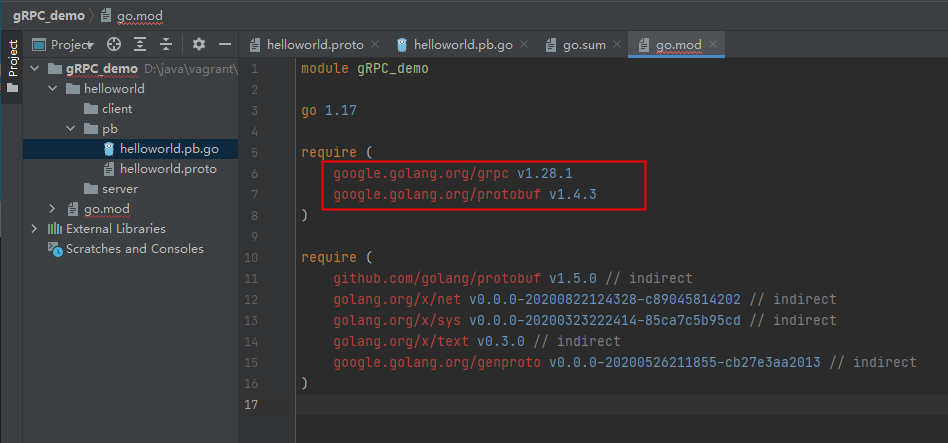 gRPC_demo
go.mod
Project
Project
helloworld.proto
helloworld.pb.go
go.sum
go.mod
gRPC_demo D:\java\vagrant\
helloworld
client
pb
helloworld.pb.go
helloworld.proto
server
go.mod
External Libraries
Scratches and Consoles
1 module gRPC_demo
2
3 go 1.17
4
5 require (
6 google.golang.org/grpc v1.28.1
7 google.golang.org/protobuf v1.4.3
8 )
9
10 require (
11 github.com/golang/protobuf v1.5.0 // indirect
12 golang.org/x/net v0.0.0-20200822124328-c89045814202 // indirect
13 golang.org/x/sys v0.0.0-20200323222414-85ca7c5b95cd // indirect
14 golang.org/x/text v0.3.0 // indirect
15 google.golang.org/genproto v0.0.0-20200526211855-cb27e3aa2013 // indirect
16 )
17